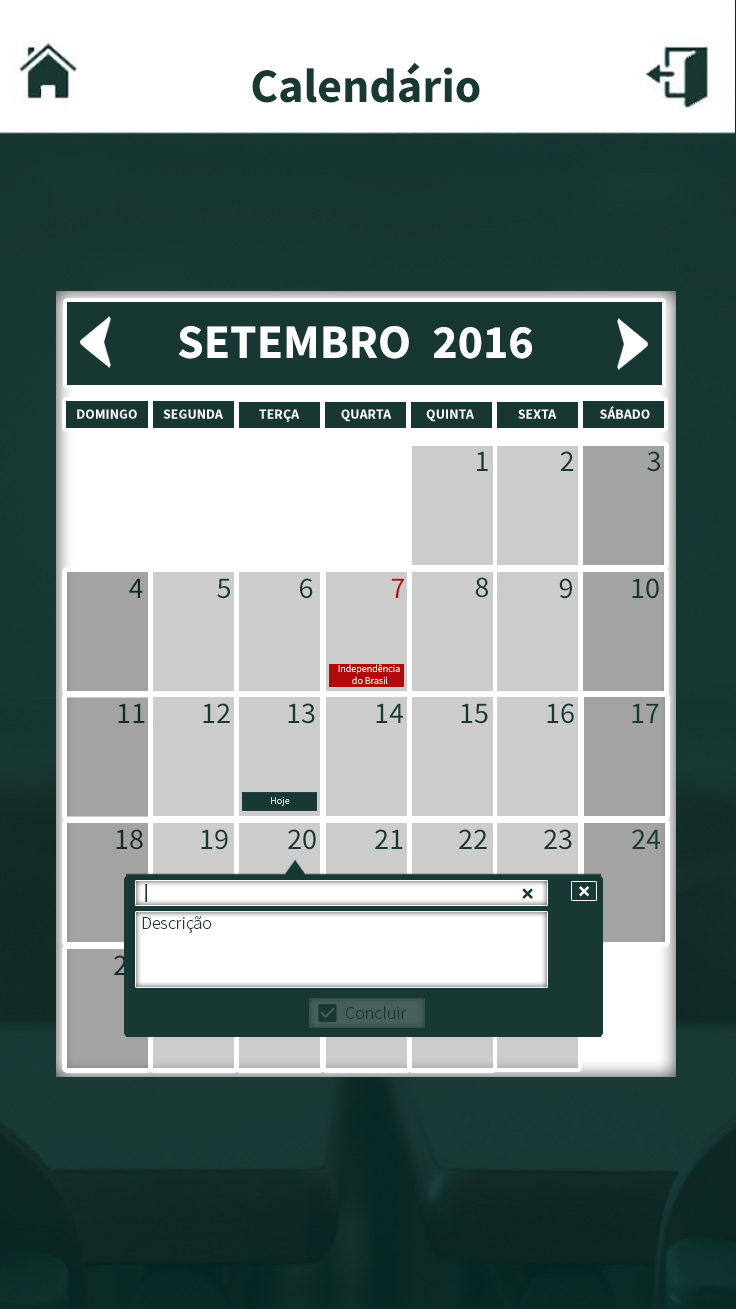 Calendário
SETEMBRO 2016
DOMINGO SEGUNDA TERÇA QUARTA QUINTA SEXTA SÁBADO
1 2 3
4 5 6 7 8 9 10
Independência
do Brasil
11 12 13 14 15 16 17
Hoje
18 19 20 21 22 23 24
Descrição
Concluir